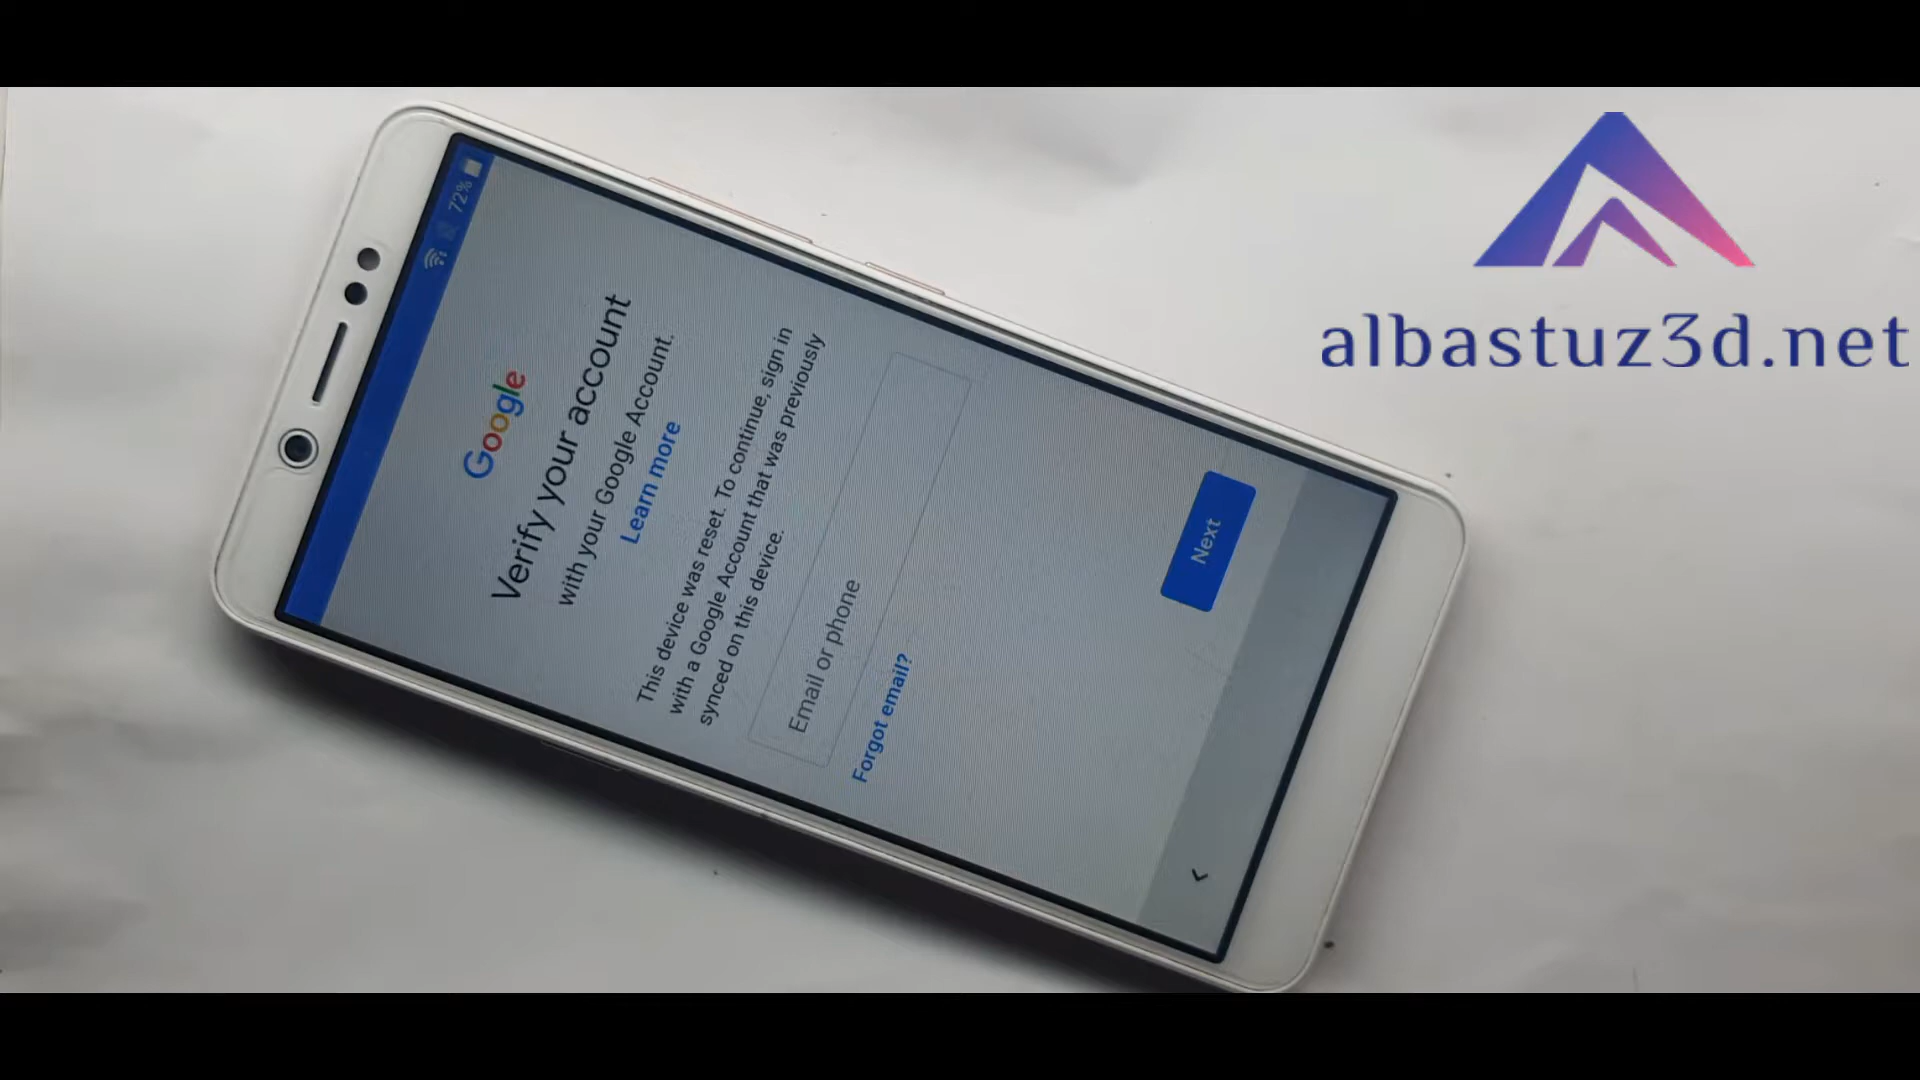 72%
Google
Verify your account
with your Google Account.
Learn more
This device was reset. To continue, sign in
with a Google Account that was previously
synced on this device.
Email or phone
Forgot email?
Next
albastuz3d.net